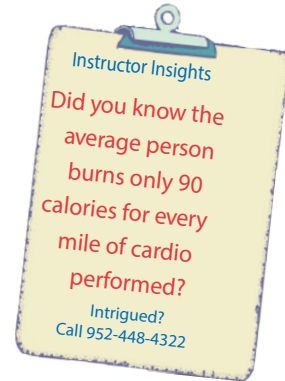 Instructor Insights
Did you know the
average person
burns only 90
calories for every
mile of cardio
performed?
Intrigued?
Call 952-448-4322